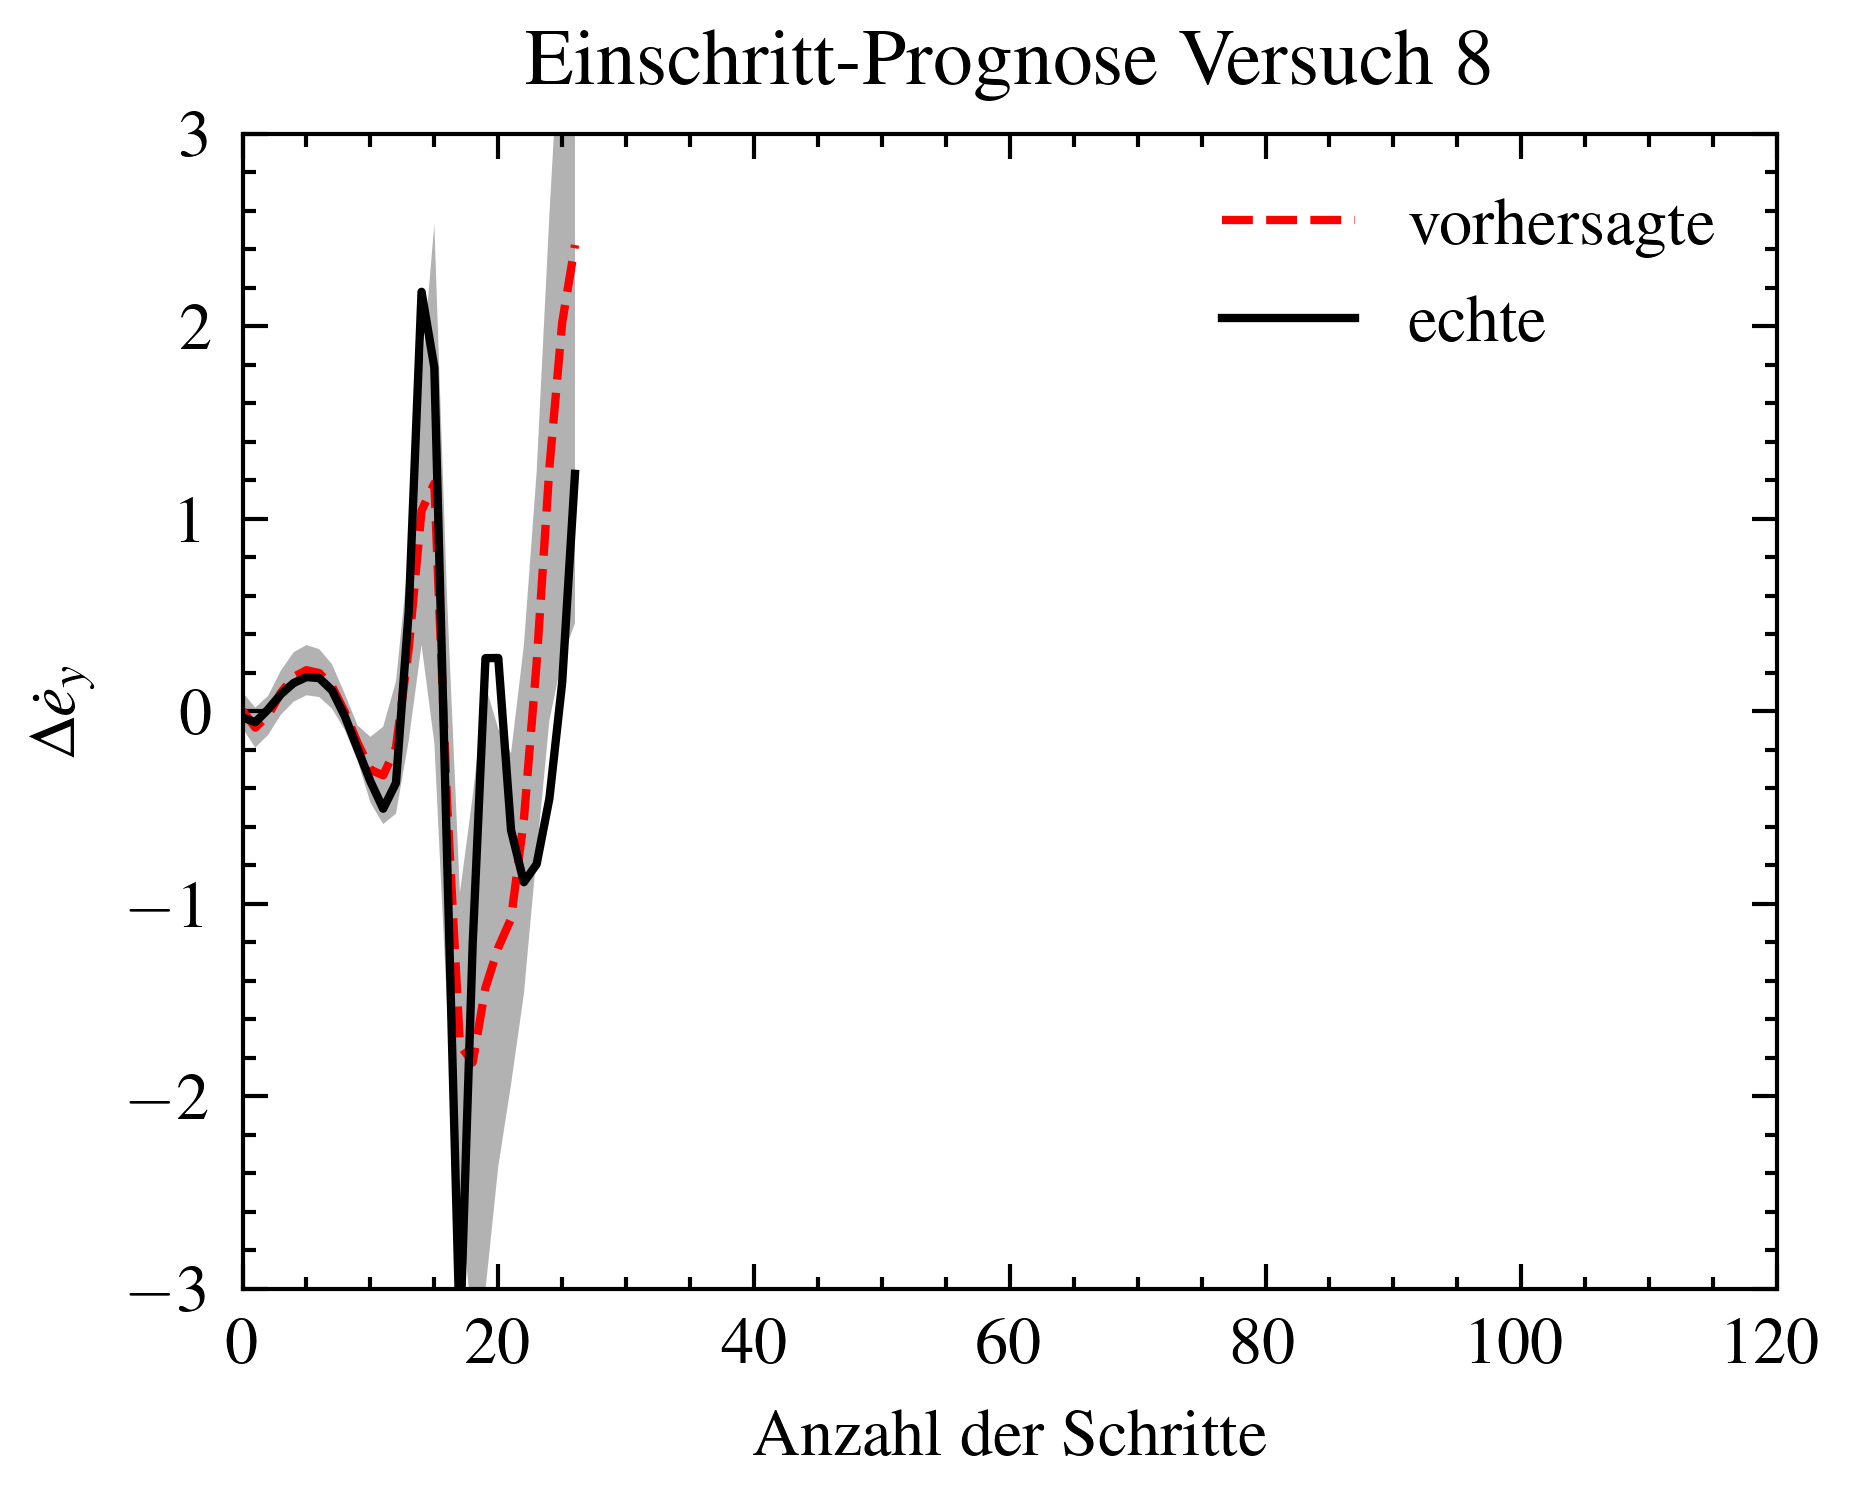 Einschritt-Prognose Versuch 8
3
2
1
0
−1
−2
−3
Δėy
vorhersagte
echte
0 20 40 60 80 100 120
Anzahl der Schritte